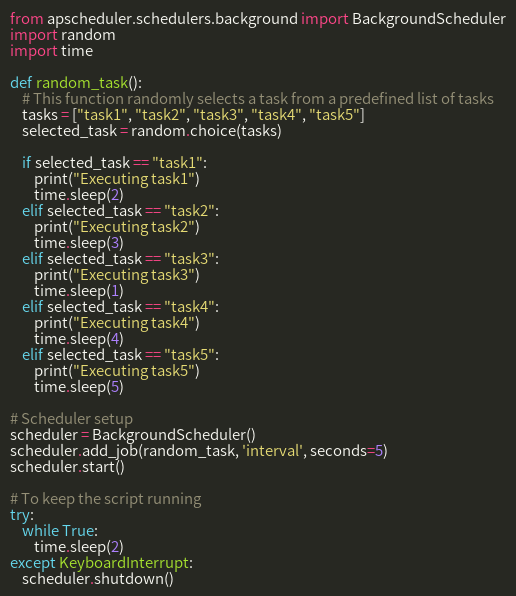 from apscheduler.schedulers.background import BackgroundScheduler
import random
import time

def random_task():
    # This function randomly selects a task from a predefined list of tasks
    tasks = ["task1", "task2", "task3", "task4", "task5"]
    selected_task = random.choice(tasks)

    if selected_task == "task1":
        print("Executing task1")
        time.sleep(2)
    elif selected_task == "task2":
        print("Executing task2")
        time.sleep(3)
    elif selected_task == "task3":
        print("Executing task3")
        time.sleep(1)
    elif selected_task == "task4":
        print("Executing task4")
        time.sleep(4)
    elif selected_task == "task5":
        print("Executing task5")
        time.sleep(5)

# Scheduler setup
scheduler = BackgroundScheduler()
scheduler.add_job(random_task, 'interval', seconds=5)
scheduler.start()

# To keep the script running
try:
    while True:
        time.sleep(2)
except KeyboardInterrupt:
    scheduler.shutdown()